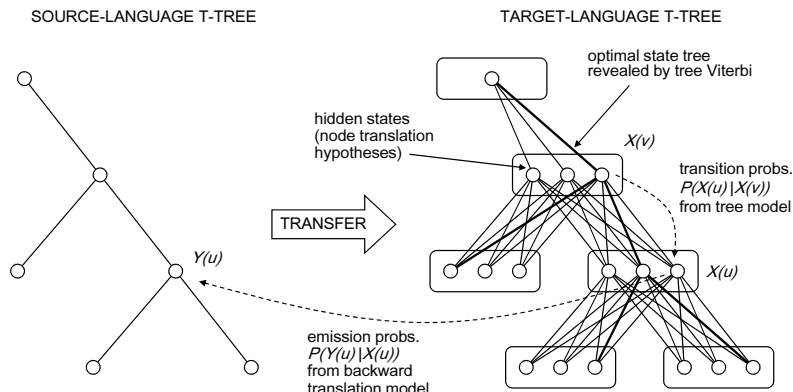 SOURCE-LANGUAGE T-TREE
TARGET-LANGUAGE T-TREE
optimal state tree
revealed by tree Viterbi
hidden states
(node translation
hypotheses)
X(v)
transition probs.
P(X(u)|X(v))
from tree model
TRANSFER
Y(u)
X(u)
emission probs.
P(Y(u)|X(u))
from backward
translation model